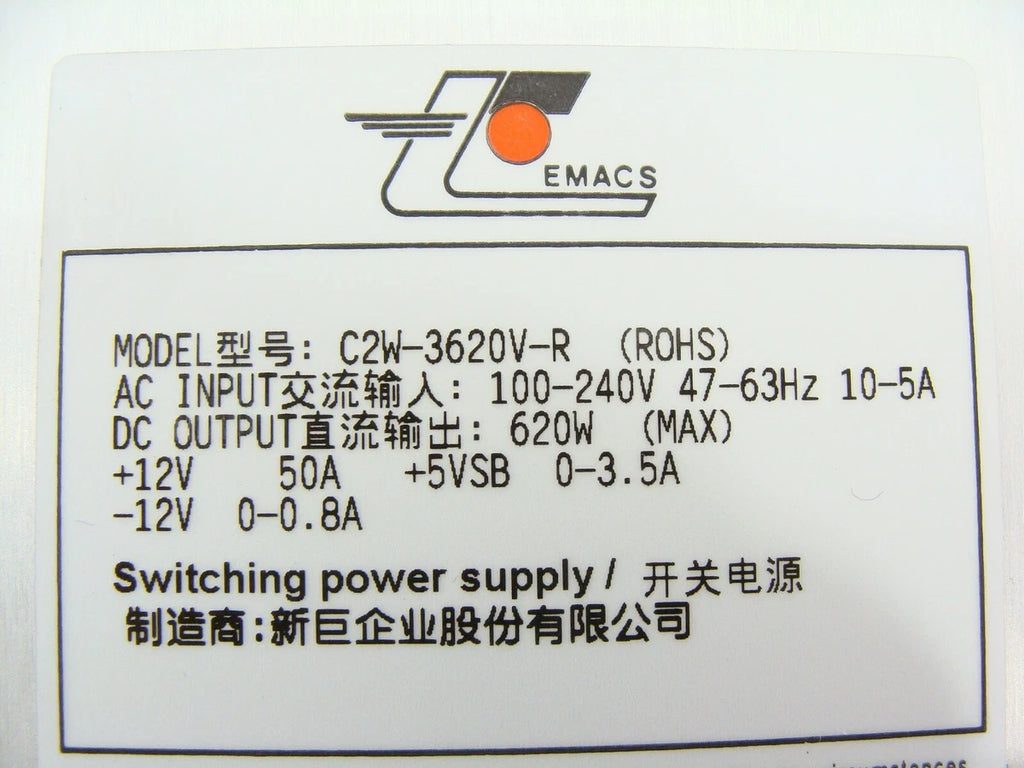 EMACS
MODEL型号: C2W-3620V-R (ROHS)
AC INPUT交流输入: 100-240V 47-63Hz 10-5A
DC OUTPUT直流输出: 620W (MAX)
+12V 50A +5VSB 0-3.5A
-12V 0-0.8A
Switching power supply / 开关电源
制造商:新巨企业股份有限公司